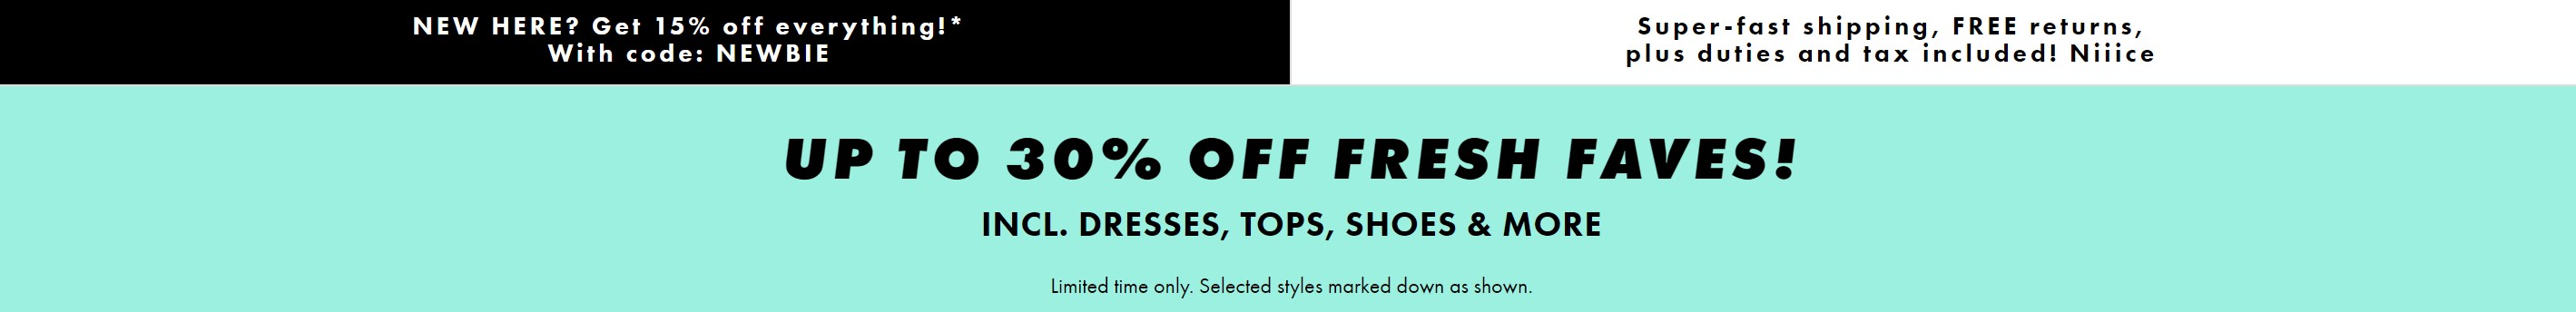 NEW HERE? Get 15% off everything!*
With code: NEWBIE
Super-fast shipping, FREE returns,
plus duties and tax included! Niiice
UP TO 30% OFF FRESH FAVES!
INCL. DRESSES, TOPS, SHOES & MORE
Limited time only. Selected styles marked down as shown.